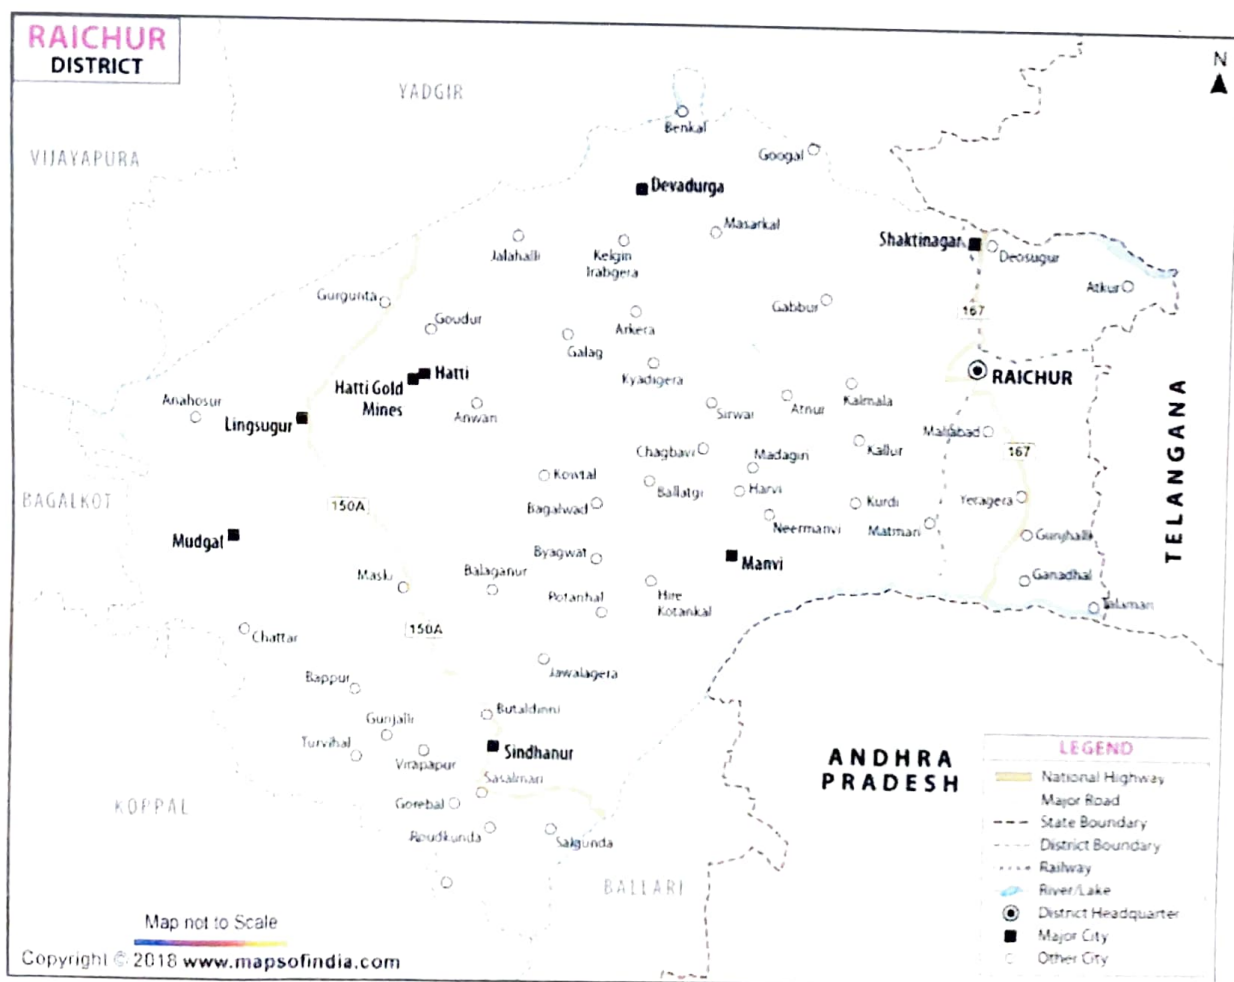 RAICHUR
DISTRICT
N
YADGIR
VIJAYAPURA
Benkal
Googal
Devadurga
Masarkal
Shaktinagar
Deosugur
Jalahalli
Kelgin
Irabgera
Atkur
Gurgunta
Gabbur
167
Goudur
Arkera
Galag
Kyadigera
Hatti
Hatti Gold
Mines
RAICHUR
Anahosur
Lingsugur
Anwari
Sirwar
Atnur
Kalmala
TELANGANA
Maliabad
Chagbavi
Madagiri
Kallur
167
BAGALKOT
150A
Kowtal
Ballatgi
Harvi
Bagalwad
Kurdi
Yeragera
Neermanvi
Matmari
Mudgal
Gunjhalli
Byagwat
Manvi
Maski
Balaganur
Ganadhal
Potanhal
Hire
Kotankal
Talamari
150A
Chattar
Jawalagera
Bappur
Butaldinni
Gunjalli
Turvihal
Virapapur
Sindhanur
Sasalmari
ANDHRA
PRADESH
KOPPAL
Gorebal
Roudkunda
Salgunda
BALLARI
LEGEND
National Highway
Major Road
State Boundary
District Boundary
Railway
River/Lake
District Headquarter
Major City
Other City
Map not to Scale
Copyright © 2018 www.mapsofindia.com